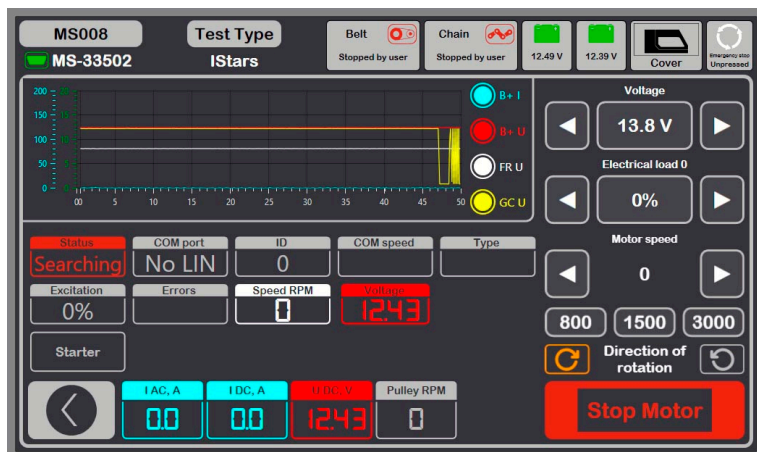 MS008
Test Type
Belt
Chain
MS-33502
IStars
Stopped by user
Stopped by user
12.49 V
12.39 V
Cover
Emergency stop
Unpressed
200
150
100
50
0
00 5 10 15 20 25 30 35 40 45 50
B+ I
B+ U
FR U
GC U
Voltage
13.8 V
Electrical load 0
0%
Motor speed
0
800 1500 3000
Direction of
rotation
Stop Motor
Status COM port ID COM speed Type
Searching No LIN 0
Excitation Errors Speed RPM Voltage
0% 0 12.43
Starter
I AC, A I DC, A U DC, V Pulley RPM
0.0 0.0 12.43 0